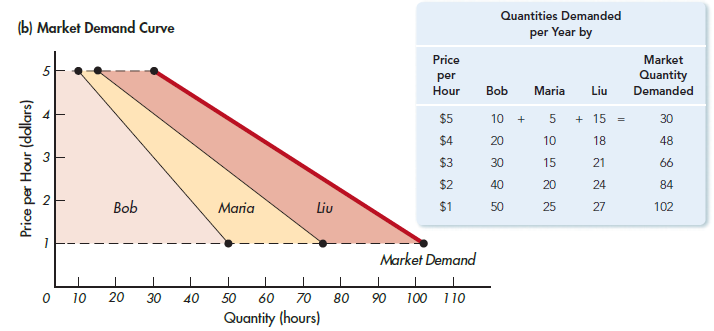 (b) Market Demand Curve
Price per Hour (dollars)
5
4
3
2
1
Bob
Maria
Liu
Market Demand
0 10 20 30 40 50 60 70 80 90 100 110
Quantity (hours)
Quantities Demanded
per Year by
Price
per
Hour Bob Maria Liu Market
Quantity
Demanded
$5 10 + 5 + 15 = 30
$4 20 10 18 48
$3 30 15 21 66
$2 40 20 24 84
$1 50 25 27 102